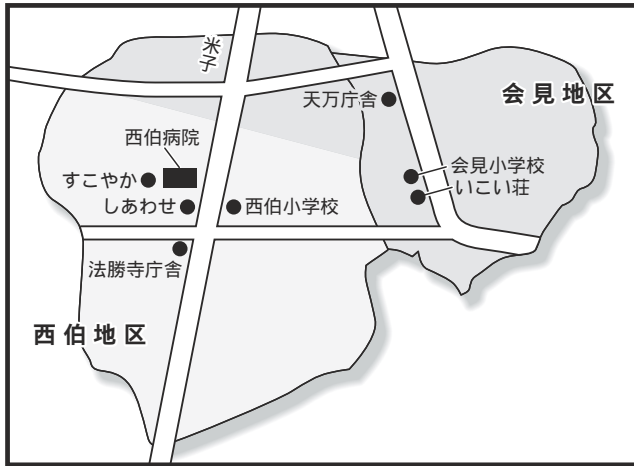 米子
天万庁舎
会見地区
西伯病院
会見小学校
すこやか
いこい荘
しあわせ
西伯小学校
法勝寺庁舎
西伯地区